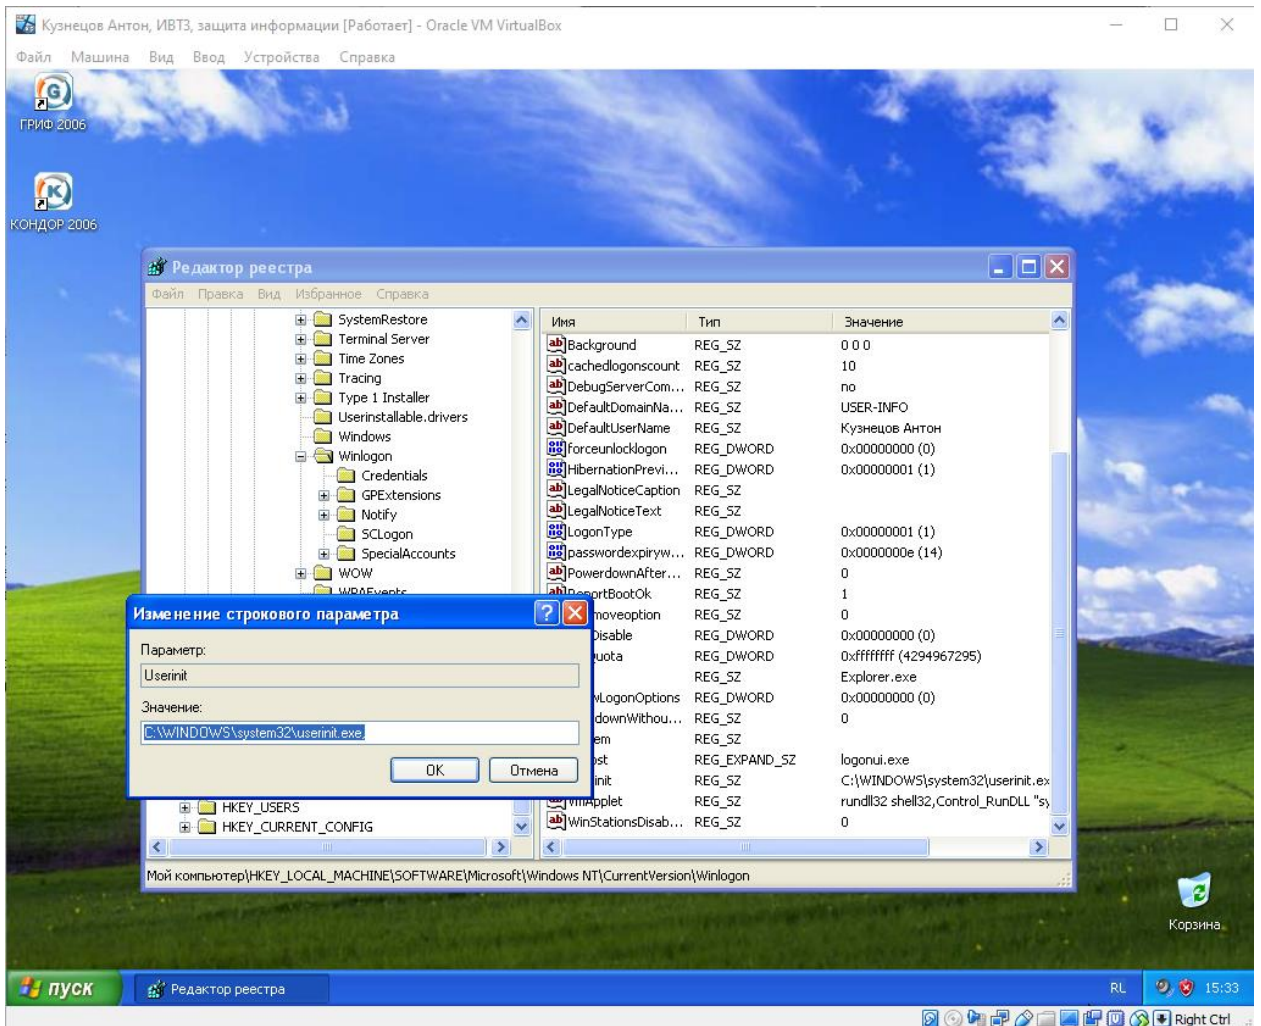 Кузнецов Антон, ИВТ3, защита информации [Работает] - Oracle VM VirtualBox
Файл Машина Вид Ввод Устройства Справка
ГРИФ 2006
КОНДОР 2006
Редактор реестра
Файл Правка Вид Избранное Справка
SystemRestore
Terminal Server
Time Zones
Tracing
Type 1 Installer
Userinstallable.drivers
Windows
Winlogon
Credentials
GPExtensions
Notify
SCLogon
SpecialAccounts
WOW
WPAEvents
HKEY_USERS
HKEY_CURRENT_CONFIG
Имя Тип Значение
Background REG_SZ 0 0 0
cachedlogonscount REG_SZ 10
DebugServerCom... REG_SZ no
DefaultDomainNa... REG_SZ USER-INFO
DefaultUserName REG_SZ Кузнецов Антон
forceunlocklogon REG_DWORD 0x00000000 (0)
HibernationPrevi... REG_DWORD 0x00000001 (1)
LegalNoticeCaption REG_SZ
LegalNoticeText REG_SZ
LogonType REG_DWORD 0x00000001 (1)
passwordexpiryw... REG_DWORD 0x0000000e (14)
PowerdownAfter... REG_SZ 0
ReportBootOk REG_SZ 1
moveoption REG_SZ 0
Disable REG_DWORD 0x00000000 (0)
uota REG_DWORD 0xffffffff (4294967295)
REG_SZ Explorer.exe
wLogonOptions REG_DWORD 0x00000000 (0)
downWithou... REG_SZ 0
em REG_SZ
ost REG_EXPAND_SZ logonui.exe
init REG_SZ C:\WINDOWS\system32\userinit.ex
VmApplet REG_SZ rundll32 shell32,Control_RunDLL "sy
WinStationsDisab... REG_SZ 0
Изменение строкового параметра
Параметр:
Userinit
Значение:
C:\WINDOWS\system32\userinit.exe,
OK Отмена
Мой компьютер\HKEY_LOCAL_MACHINE\SOFTWARE\Microsoft\Windows NT\CurrentVersion\Winlogon
Корзина
пуск Редактор реестра RL 15:33
Right Ctrl